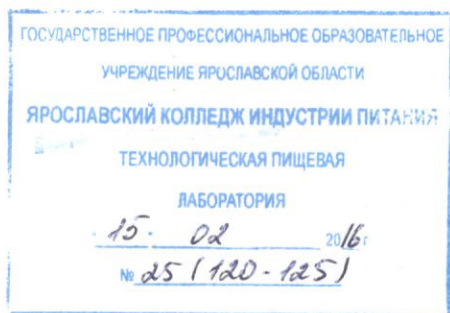 ГОСУДАРСТВЕННОЕ ПРОФЕССИОНАЛЬНОЕ ОБРАЗОВАТЕЛЬНОЕ
УЧРЕЖДЕНИЕ ЯРОСЛАВСКОЙ ОБЛАСТИ
ЯРОСЛАВСКИЙ КОЛЛЕДЖ ИНДУСТРИИ ПИТАНИЯ
ТЕХНОЛОГИЧЕСКАЯ ПИЩЕВАЯ
ЛАБОРАТОРИЯ
15. 02 2016 г
№ 25 (120-125)